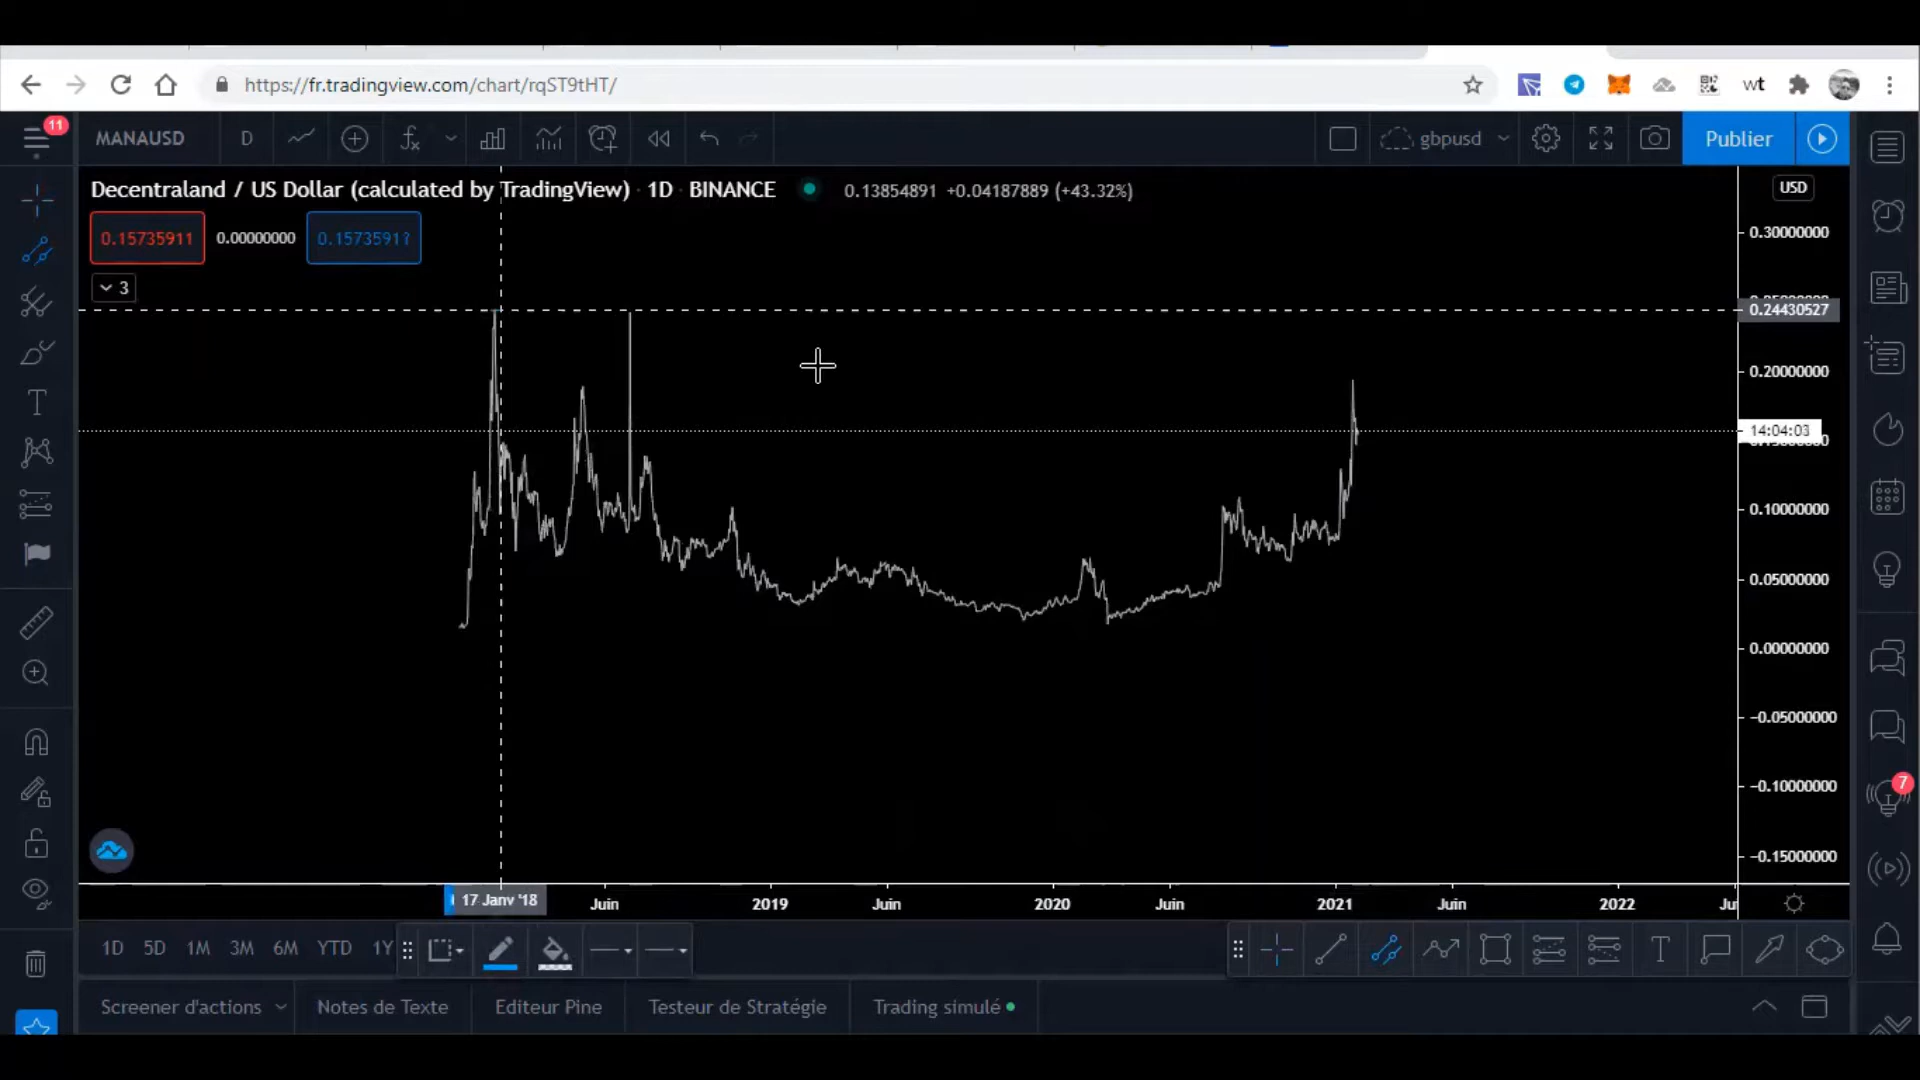 https://fr.tradingview.com/chart/rqST9tHT/
wt
11
MANAUSD
D
gbpusd
Publier
Decentraland / US Dollar (calculated by TradingView) · 1D · BINANCE
0.13854891 +0.04187889 (+43.32%)
USD
0.15735911
0.00000000
0.15735911
3
0.30000000
0.24430527
0.20000000
14:04:03
0.10000000
0.05000000
0.00000000
−0.05000000
−0.10000000
−0.15000000
7
17 Janv '18
Juin
2019
Juin
2020
Juin
2021
Juin
2022
1D
5D
1M
3M
6M
YTD
1Y
Screener d'actions
Notes de Texte
Editeur Pine
Testeur de Stratégie
Trading simulé